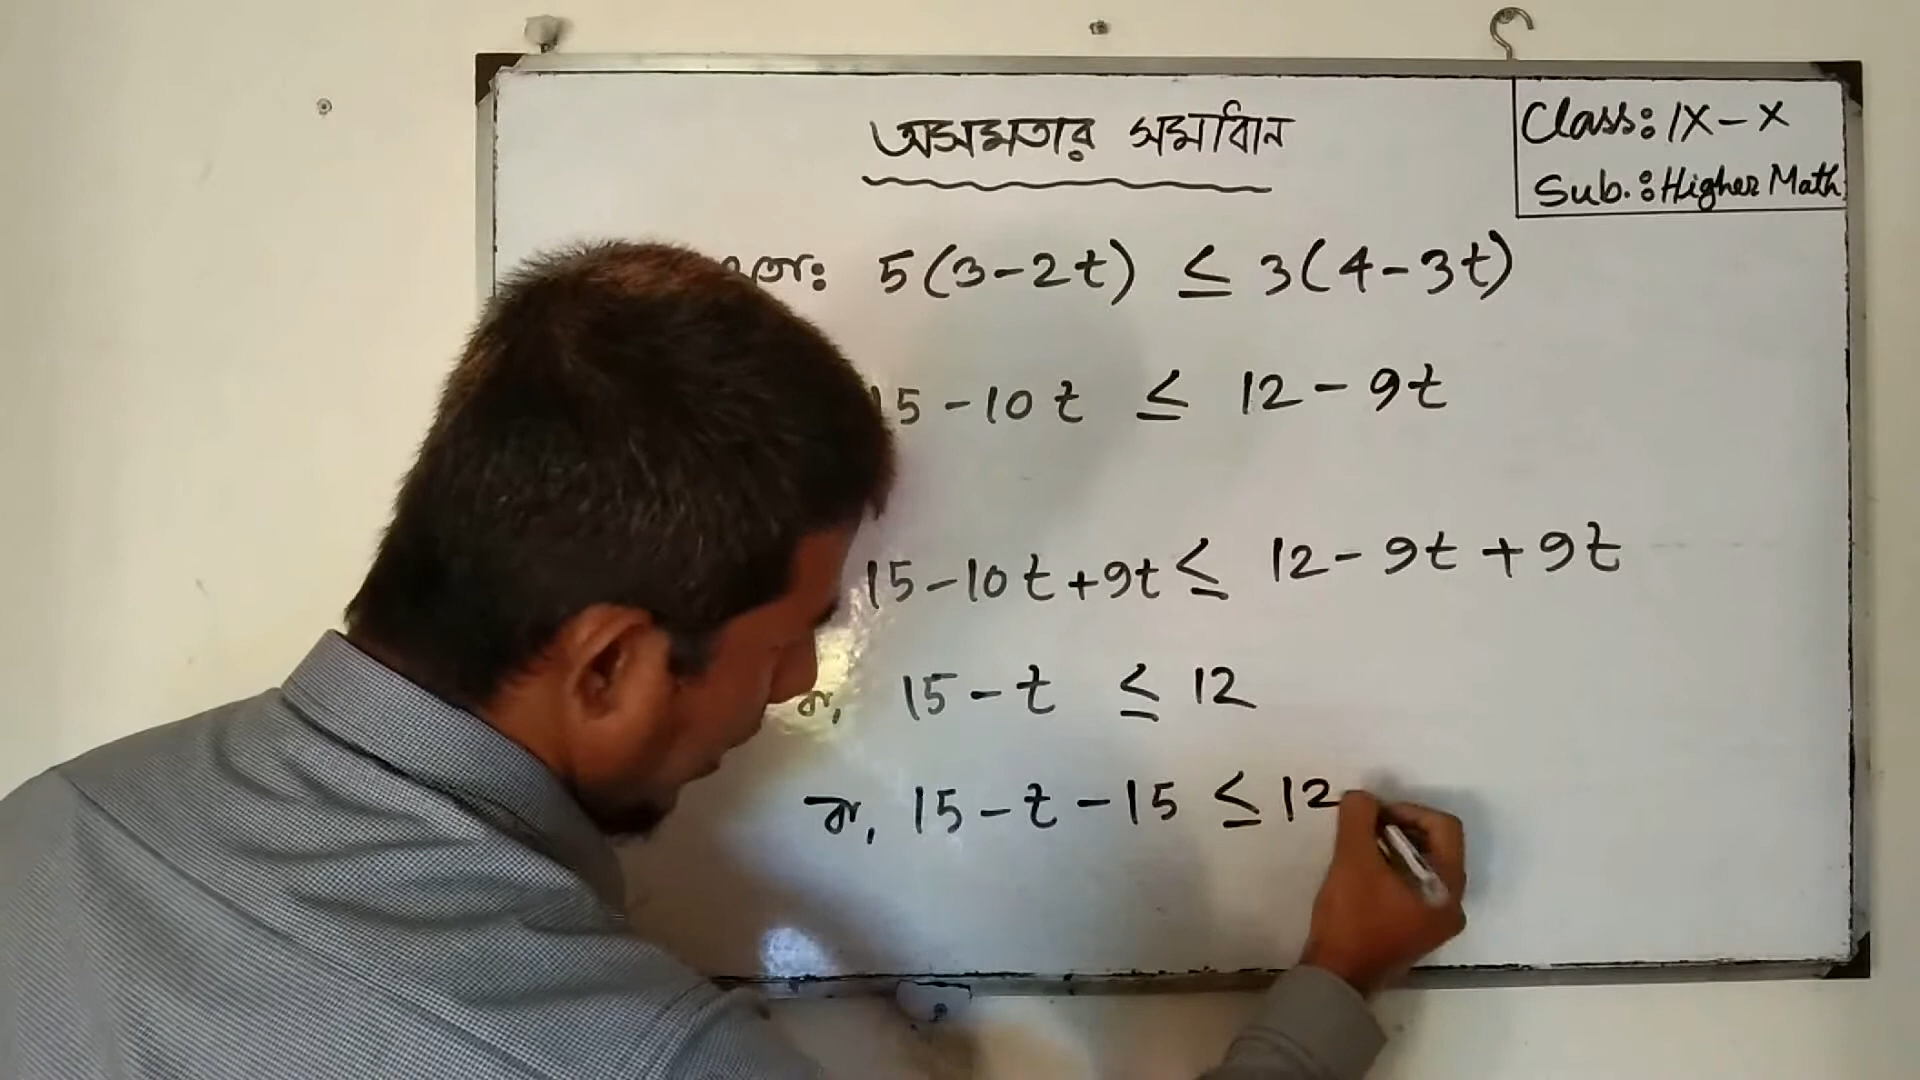 অসমতার সমাধান
Class: IX-X
Sub.: Higher Math
5(3-2t) ≤ 3(4-3t)
15-10t ≤ 12-9t
15-10t+9t ≤ 12-9t+9t
বা, 15-t ≤ 12
বা, 15-t-15 ≤ 12